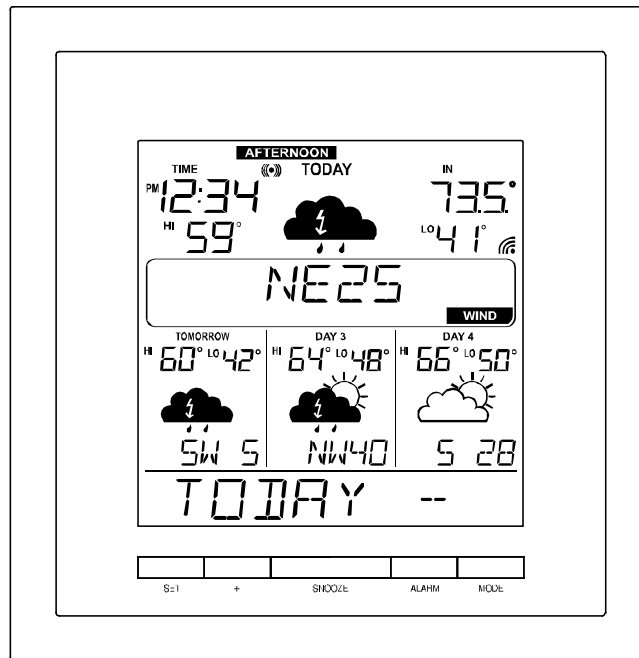 AFTERNOON
TIME TODAY IN
PM 12:34 73.5°
HI 59° LO 41°
NE25
WIND
TOMORROW DAY 3 DAY 4
HI 60° LO 42° HI 64° LO 48° HI 66° LO 50°
SW 5 NW40 S 28
TODAY --
SET + SNOOZE ALARM MODE